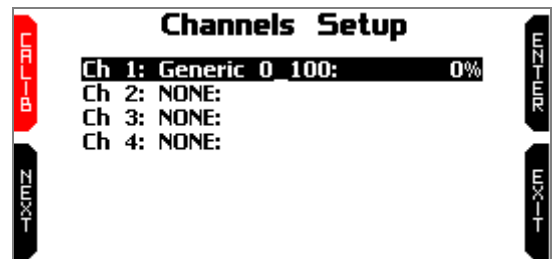 Channels Setup
CALIB
ENTER
Ch 1: Generic 0_100: 0%
Ch 2: NONE:
Ch 3: NONE:
Ch 4: NONE:
NEXT
EXIT